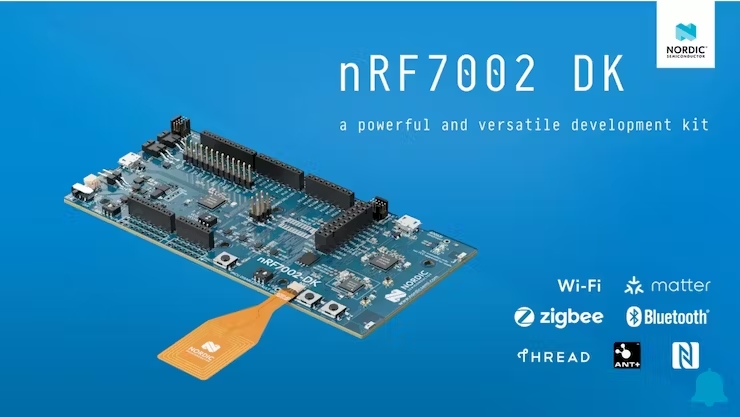 NORDIC
SEMICONDUCTOR
nRF7002 DK
a powerful and versatile development kit
nRF7002-DK
NORDIC
NORDIC
Wi-Fi
matter
zigbee
Bluetooth®
THREAD
ANT+